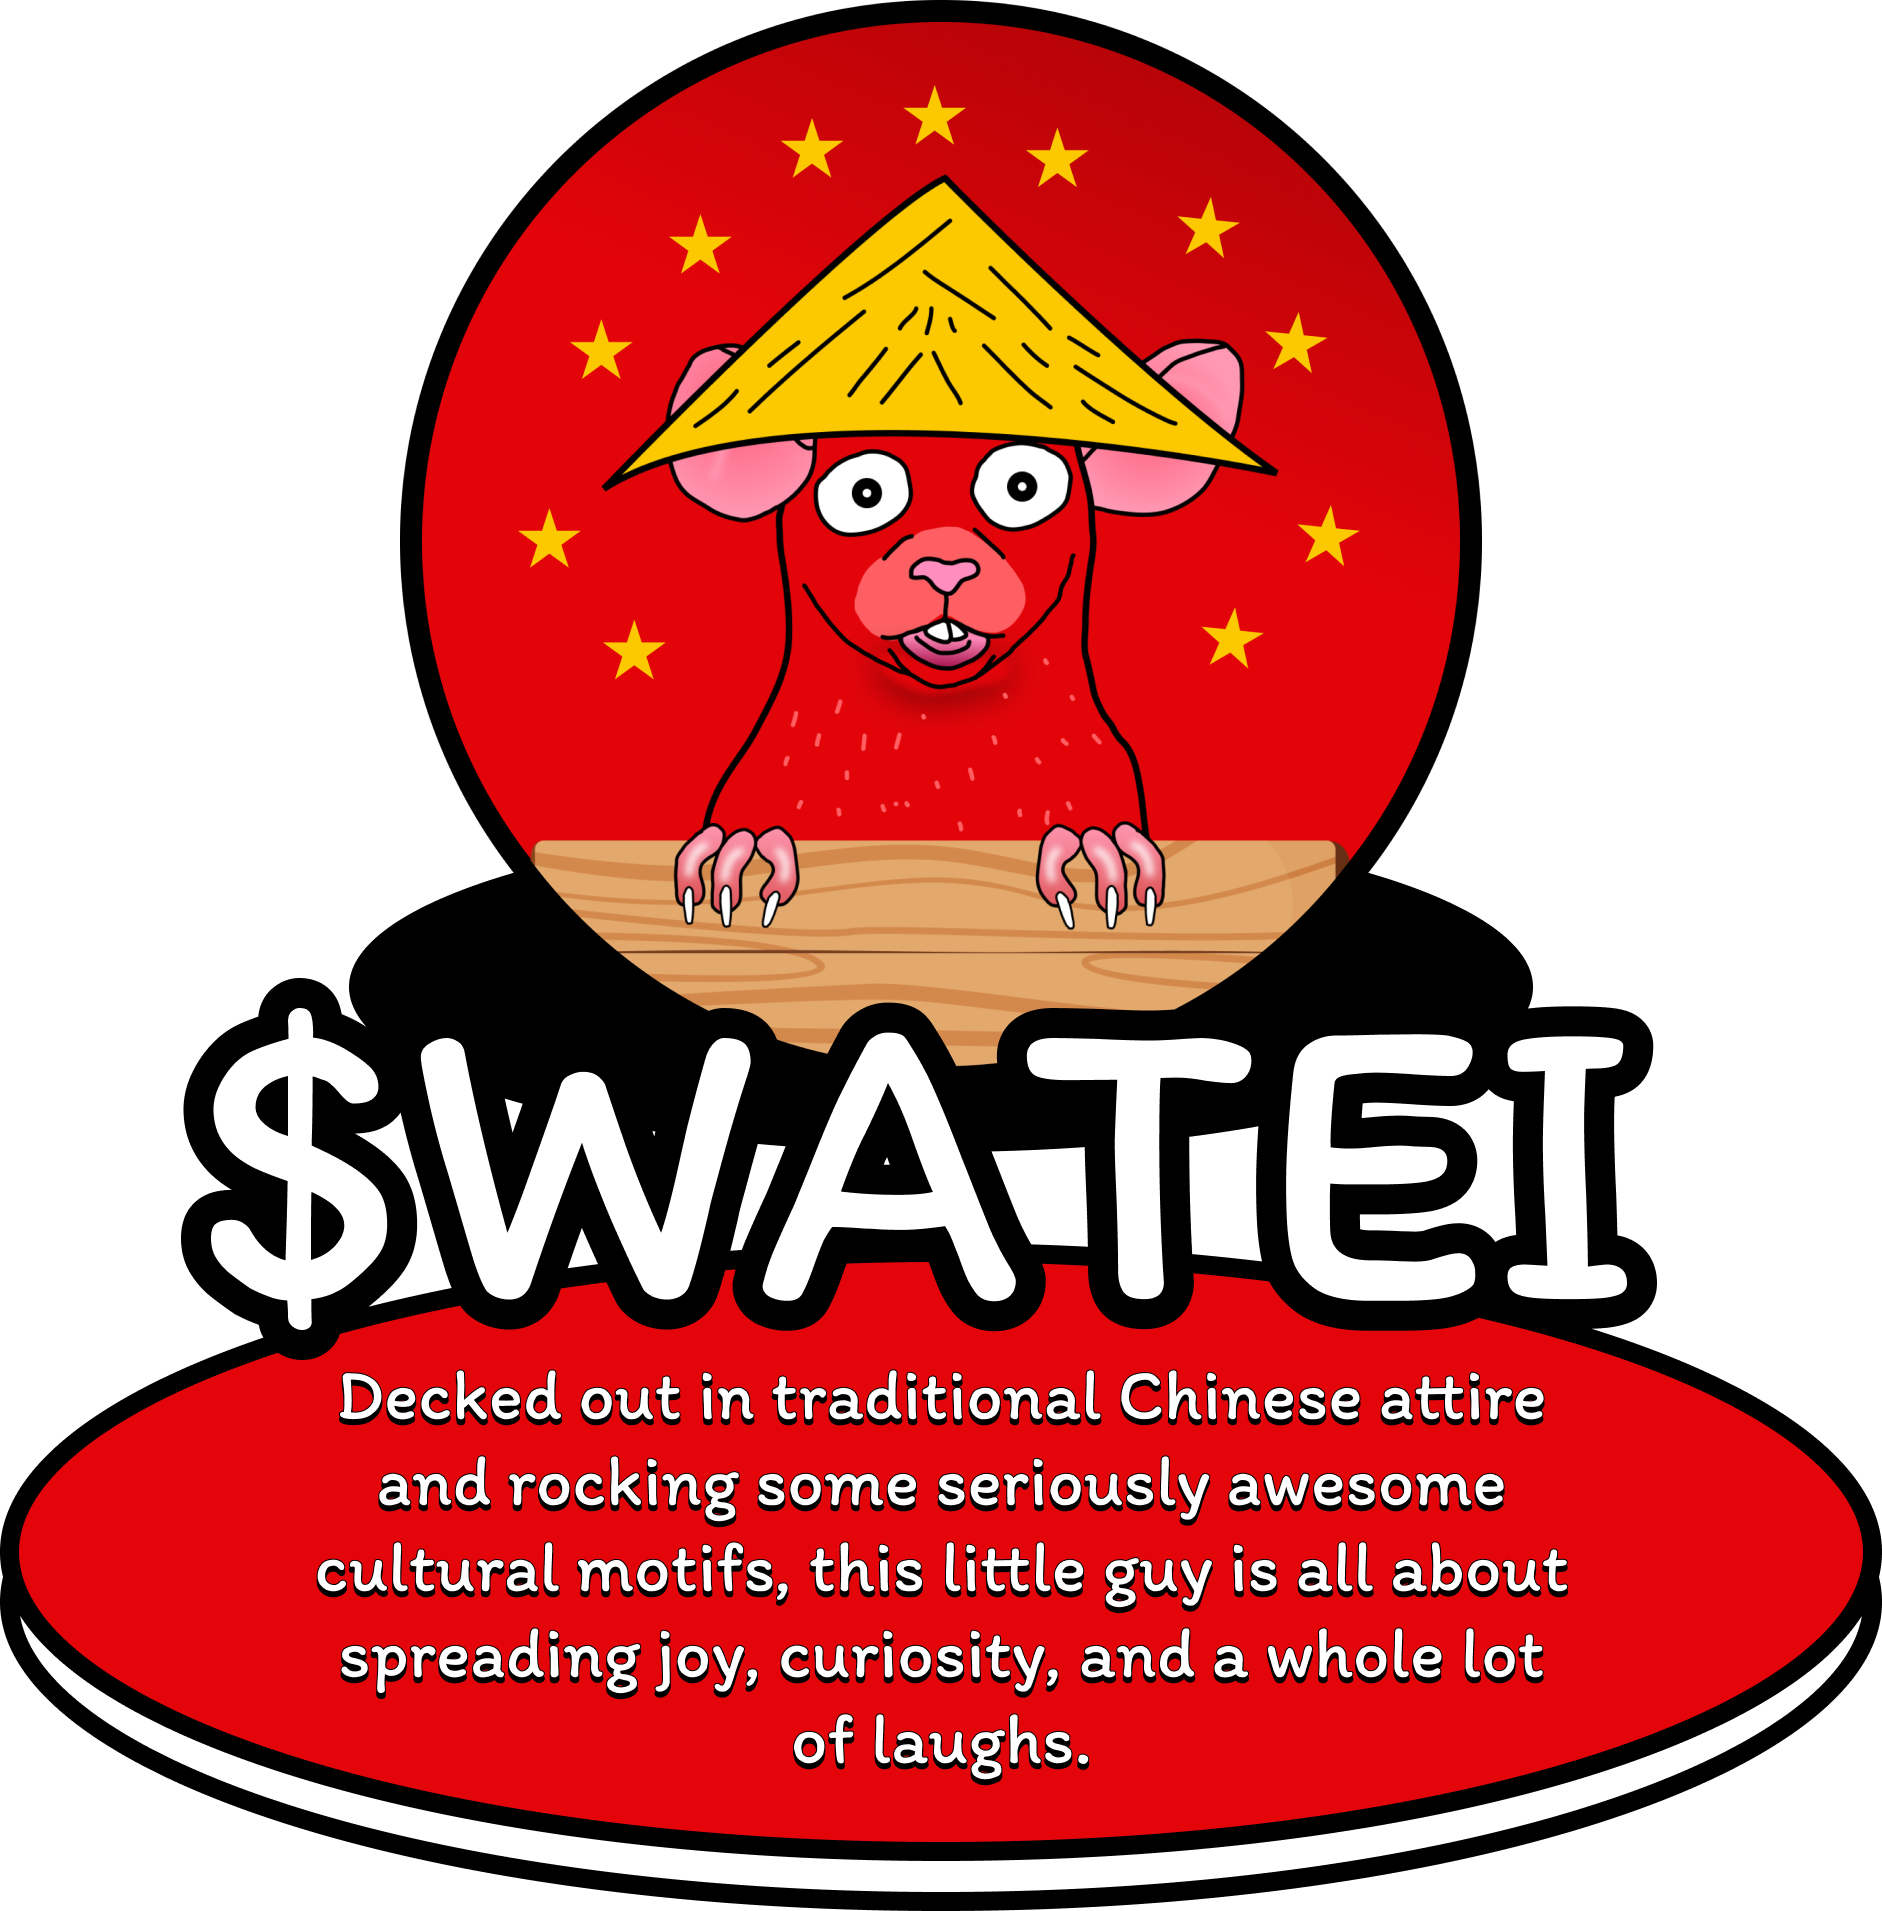 $WATEI
Decked out in traditional Chinese attire
and rocking some seriously awesome
cultural motifs, this little guy is all about
spreading joy, curiosity, and a whole lot
of laughs.